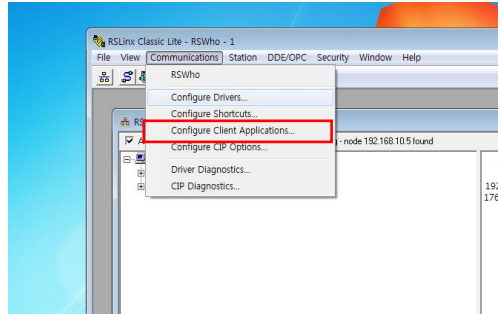 RSLinx Classic Lite - RSWho - 1
File View Communications Station DDE/OPC Security Window Help
RSWho
Configure Drivers...
Configure Shortcuts...
RS
Configure Client Applications...
A
g - node 192.168.10.5 found
Configure CIP Options...
Driver Diagnostics...
CIP Diagnostics...
192
176